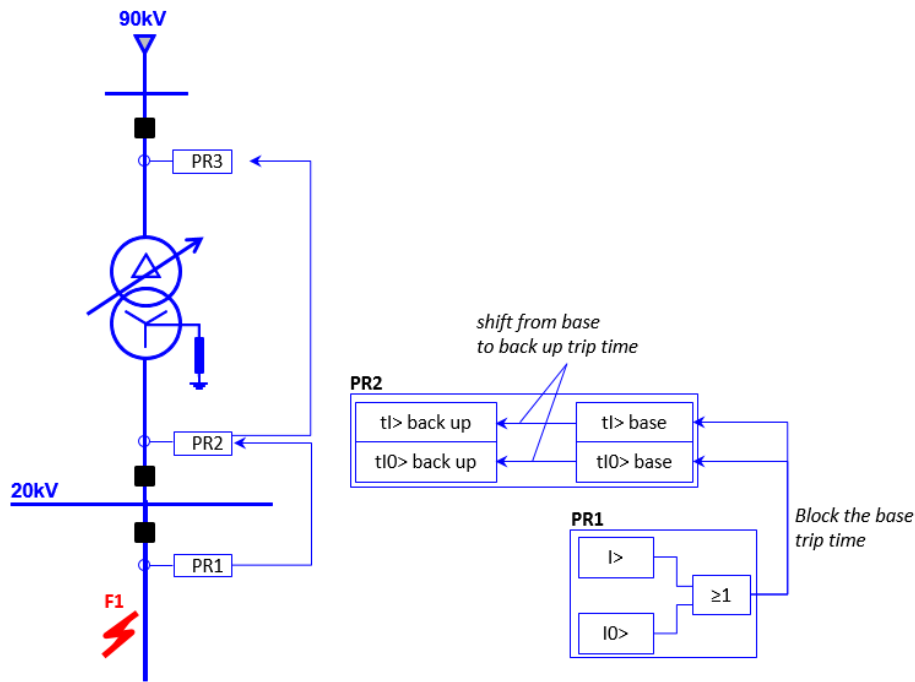 90kV
PR3
PR2
20kV
PR1
F1
shift from base
to back up trip time
PR2
tI> back up
tI> base
tI0> back up
tI0> base
Block the base
trip time
PR1
I>
≥1
I0>